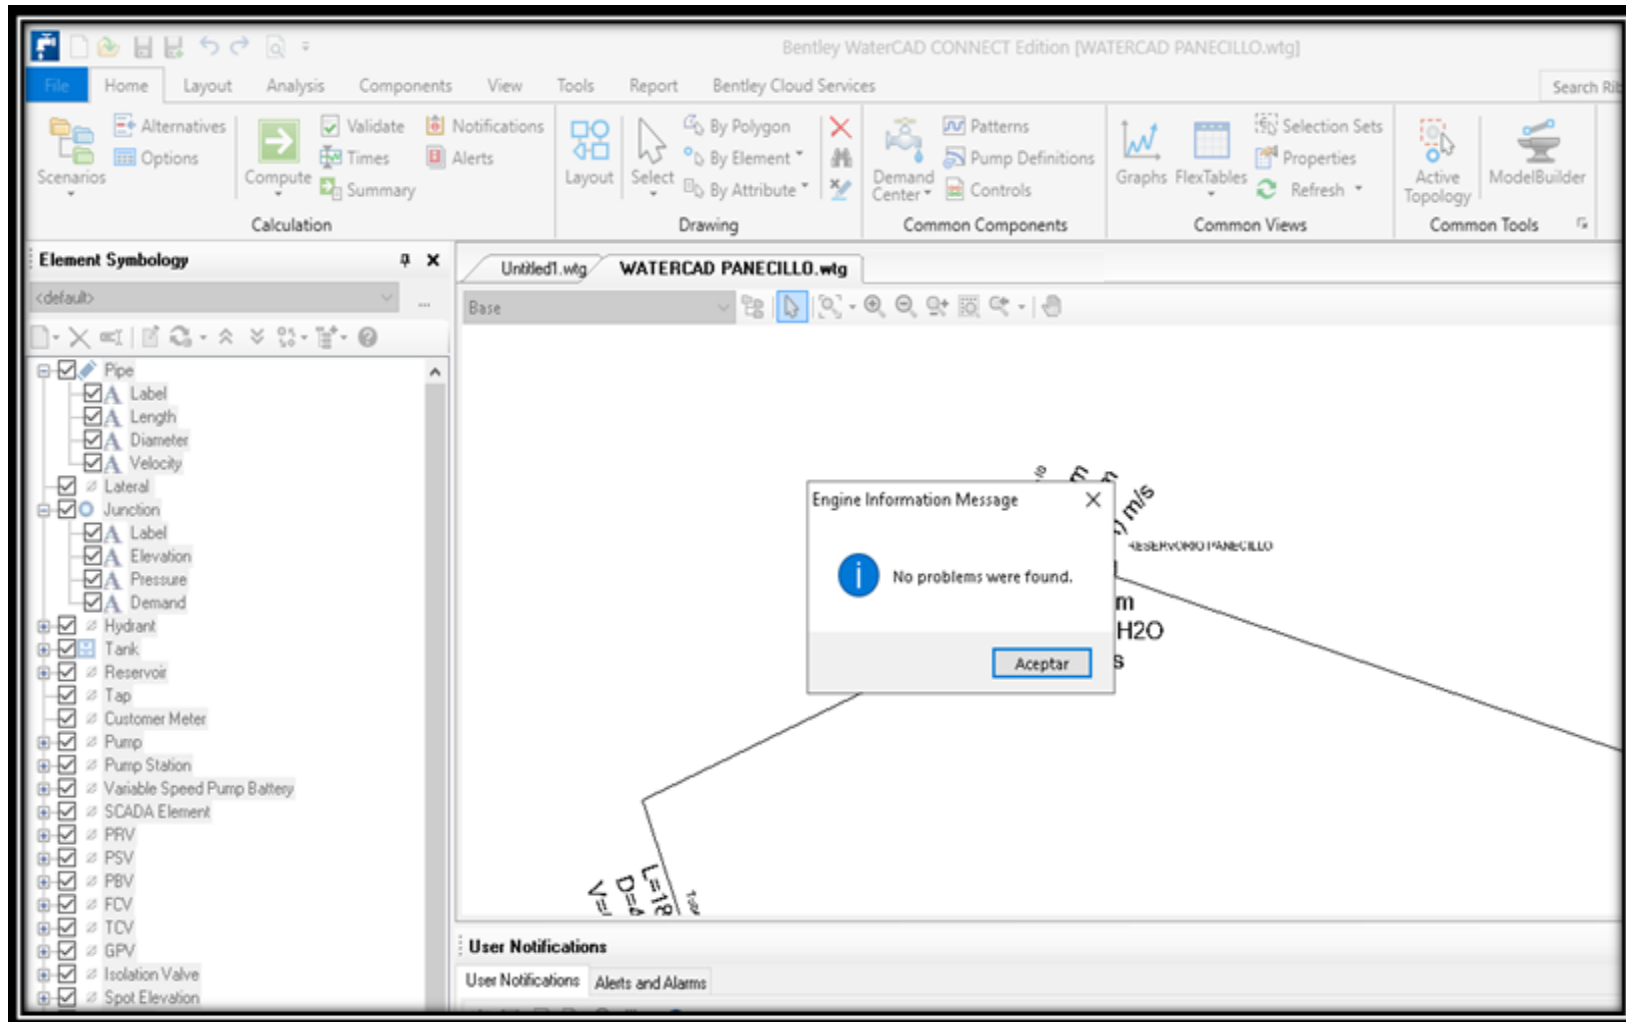 Bentley WaterCAD CONNECT Edition [WATERCAD PANECILLO.wtg]
File Home Layout Analysis Components View Tools Report Bentley Cloud Services Search
Scenarios
Alternatives
Options
Compute
Validate
Times
Summary
Notifications
Alerts
Layout
Select
By Polygon
By Element
By Attribute
Demand Center
Patterns
Pump Definitions
Controls
Graphs
FlexTables
Selection Sets
Properties
Refresh
Active Topology
ModelBuilder
Calculation Drawing Common Components Common Views Common Tools
Element Symbology
<default>
...
Pipe
Label
Length
Diameter
Velocity
Lateral
Junction
Label
Elevation
Pressure
Demand
Hydrant
Tank
Reservoir
Tap
Customer Meter
Pump
Pump Station
Variable Speed Pump Battery
SCADA Element
PRV
PSV
PBV
FCV
TCV
GPV
Isolation Valve
Spot Elevation
Untitled1.wtg WATERCAD PANECILLO.wtg
Base
m/s
RESERVORIO PANECILLO
m
H2O
s
Engine Information Message
No problems were found.
Aceptar
L=18
D=4
V=
User Notifications
User Notifications Alerts and Alarms